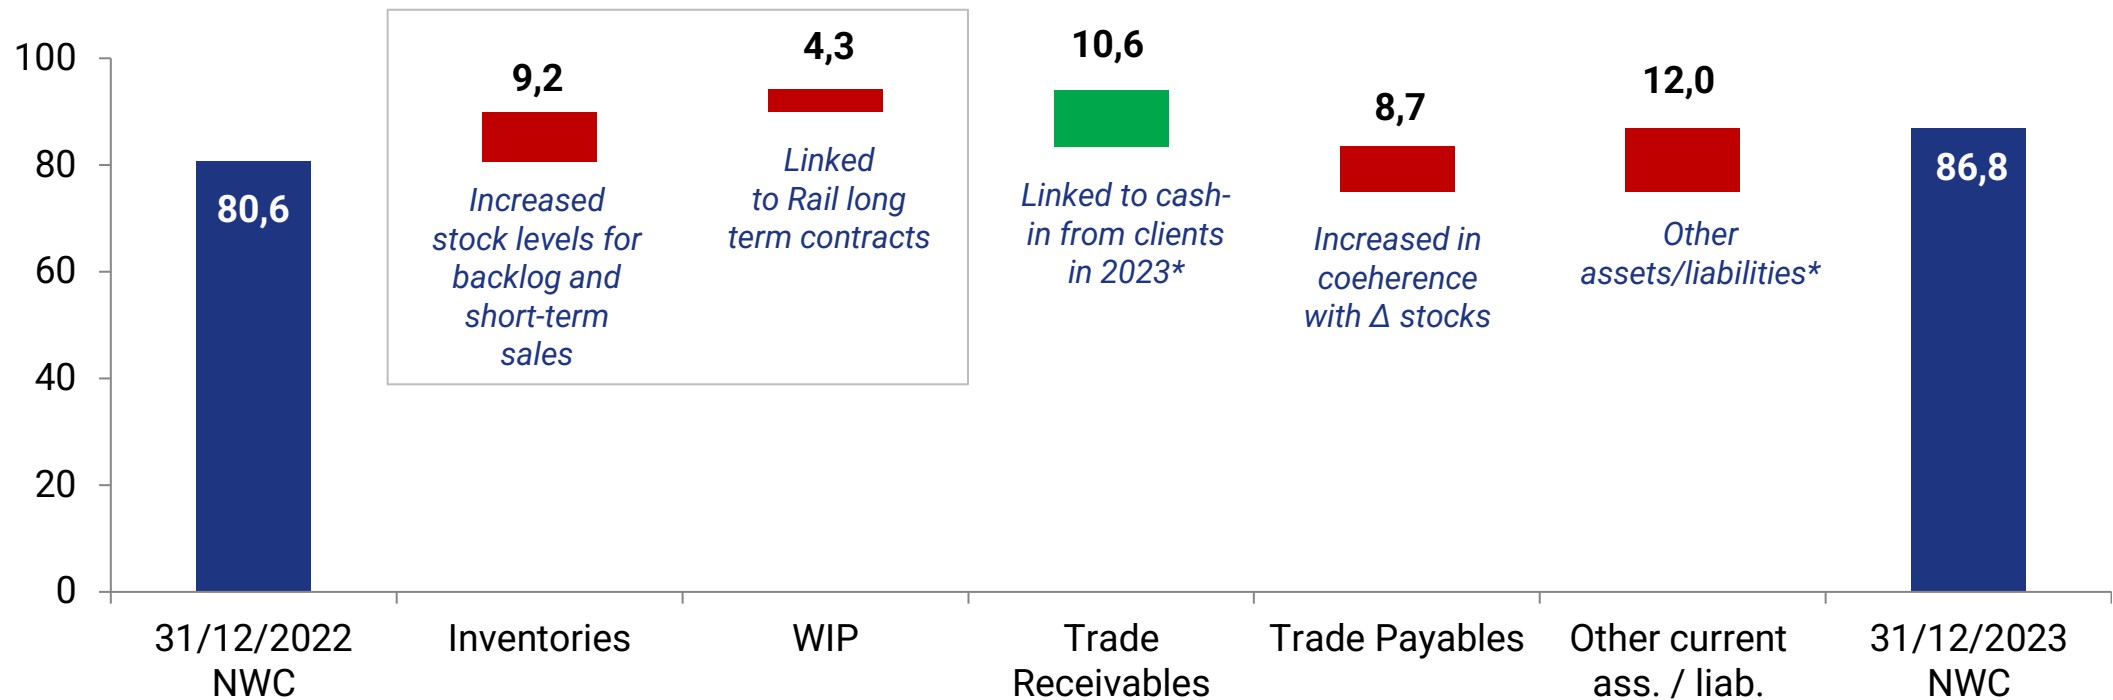 100
80
60
40
20
0
80,6
9,2
Increased
stock levels for
backlog and
short-term
sales
4,3
Linked
to Rail long
term contracts
10,6
Linked to cash-
in from clients
in 2023*
8,7
Increased in
coeherence
with Δ stocks
12,0
Other
assets/liabilities*
86,8
31/12/2022
NWC
Inventories
WIP
Trade
Receivables
Trade Payables
Other current
ass. / liab.
31/12/2023
NWC